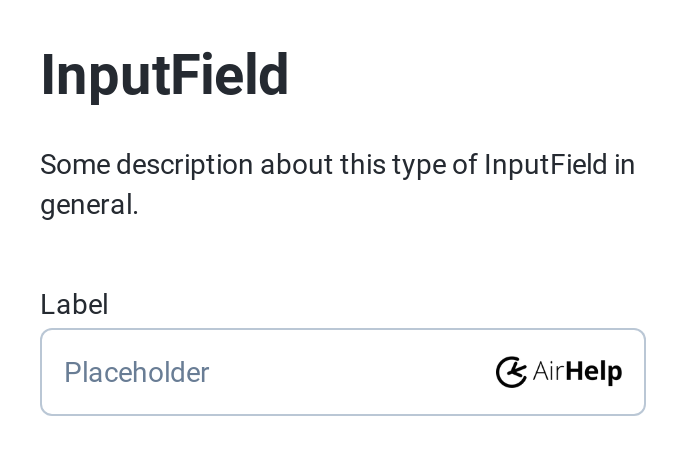 InputField
Some description about this type of InputField in
general.
Label
Placeholder
AirHelp